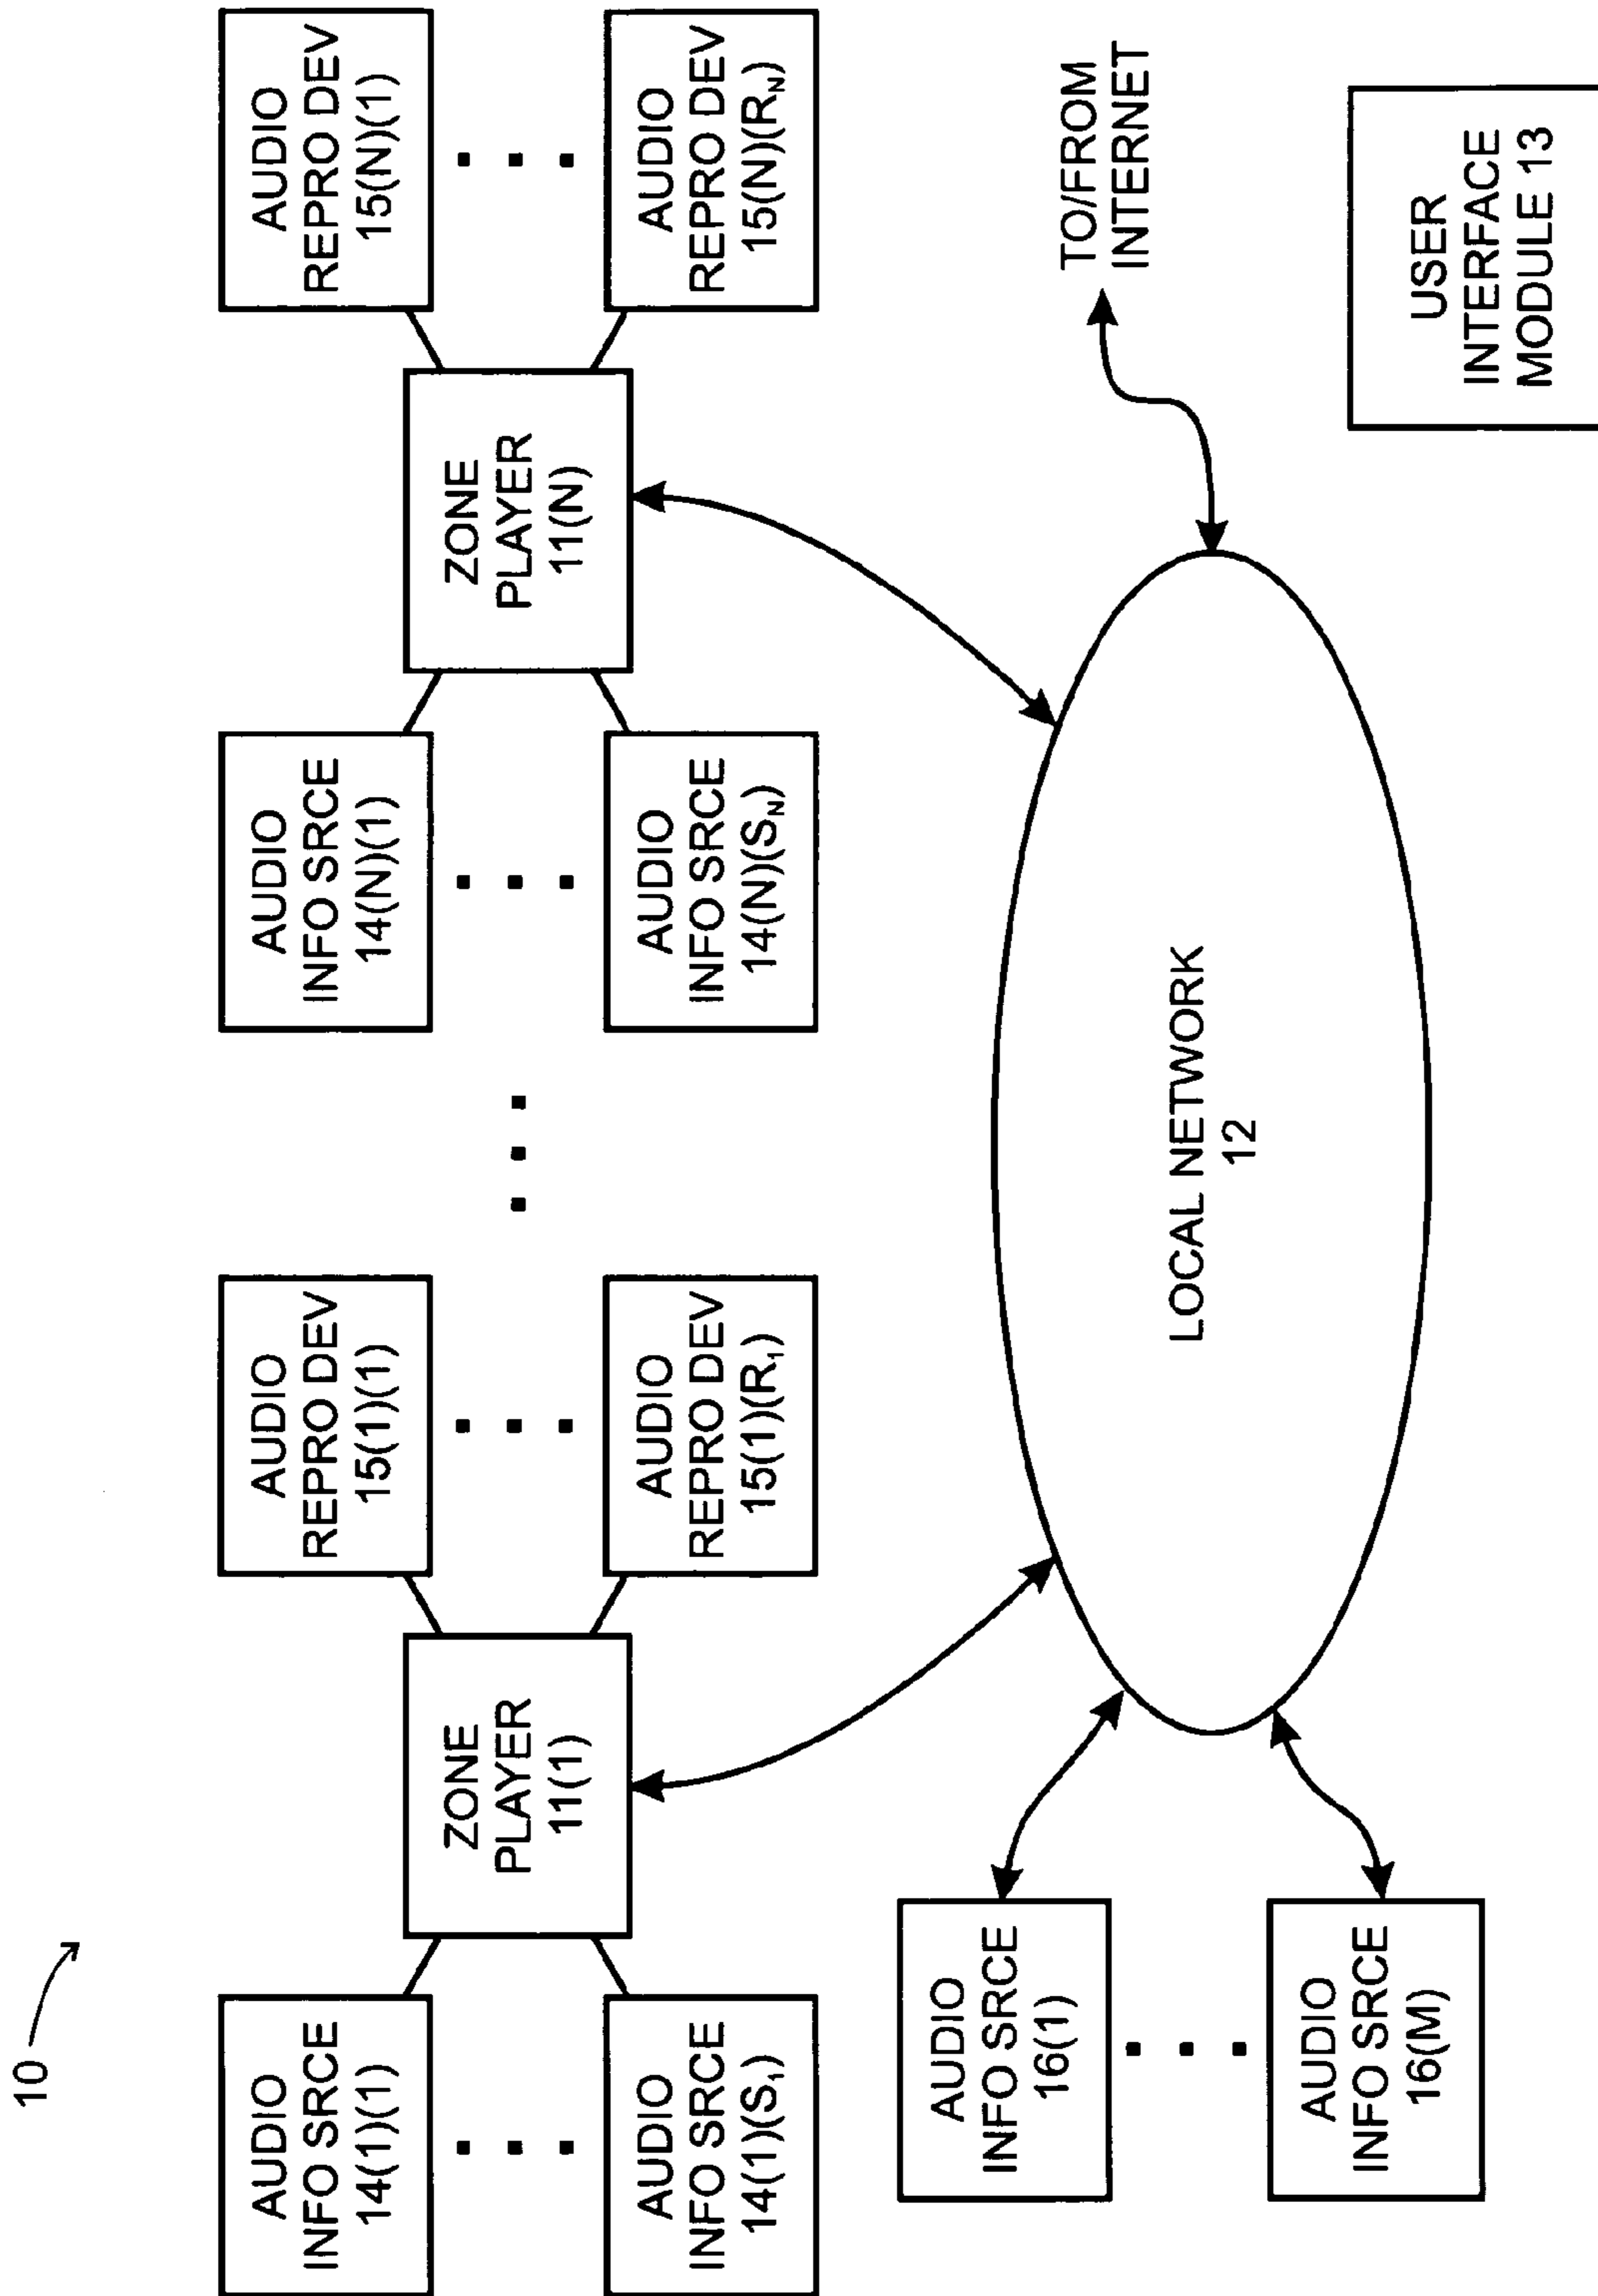 10
AUDIO
INFO SRCE
14(1)(1)
AUDIO
INFO SRCE
14(1)(S₁)
ZONE
PLAYER
11(1)
AUDIO
REPRO DEV
15(1)(1)
AUDIO
REPRO DEV
15(1)(R₁)
AUDIO
INFO SRCE
14(N)(1)
AUDIO
INFO SRCE
14(N)(S_N)
ZONE
PLAYER
11(N)
AUDIO
REPRO DEV
15(N)(1)
AUDIO
REPRO DEV
15(N)(R_N)
AUDIO
INFO SRCE
16(1)
AUDIO
INFO SRCE
16(M)
LOCAL NETWORK
12
TO/FROM
INTERNET
USER
INTERFACE
MODULE 13